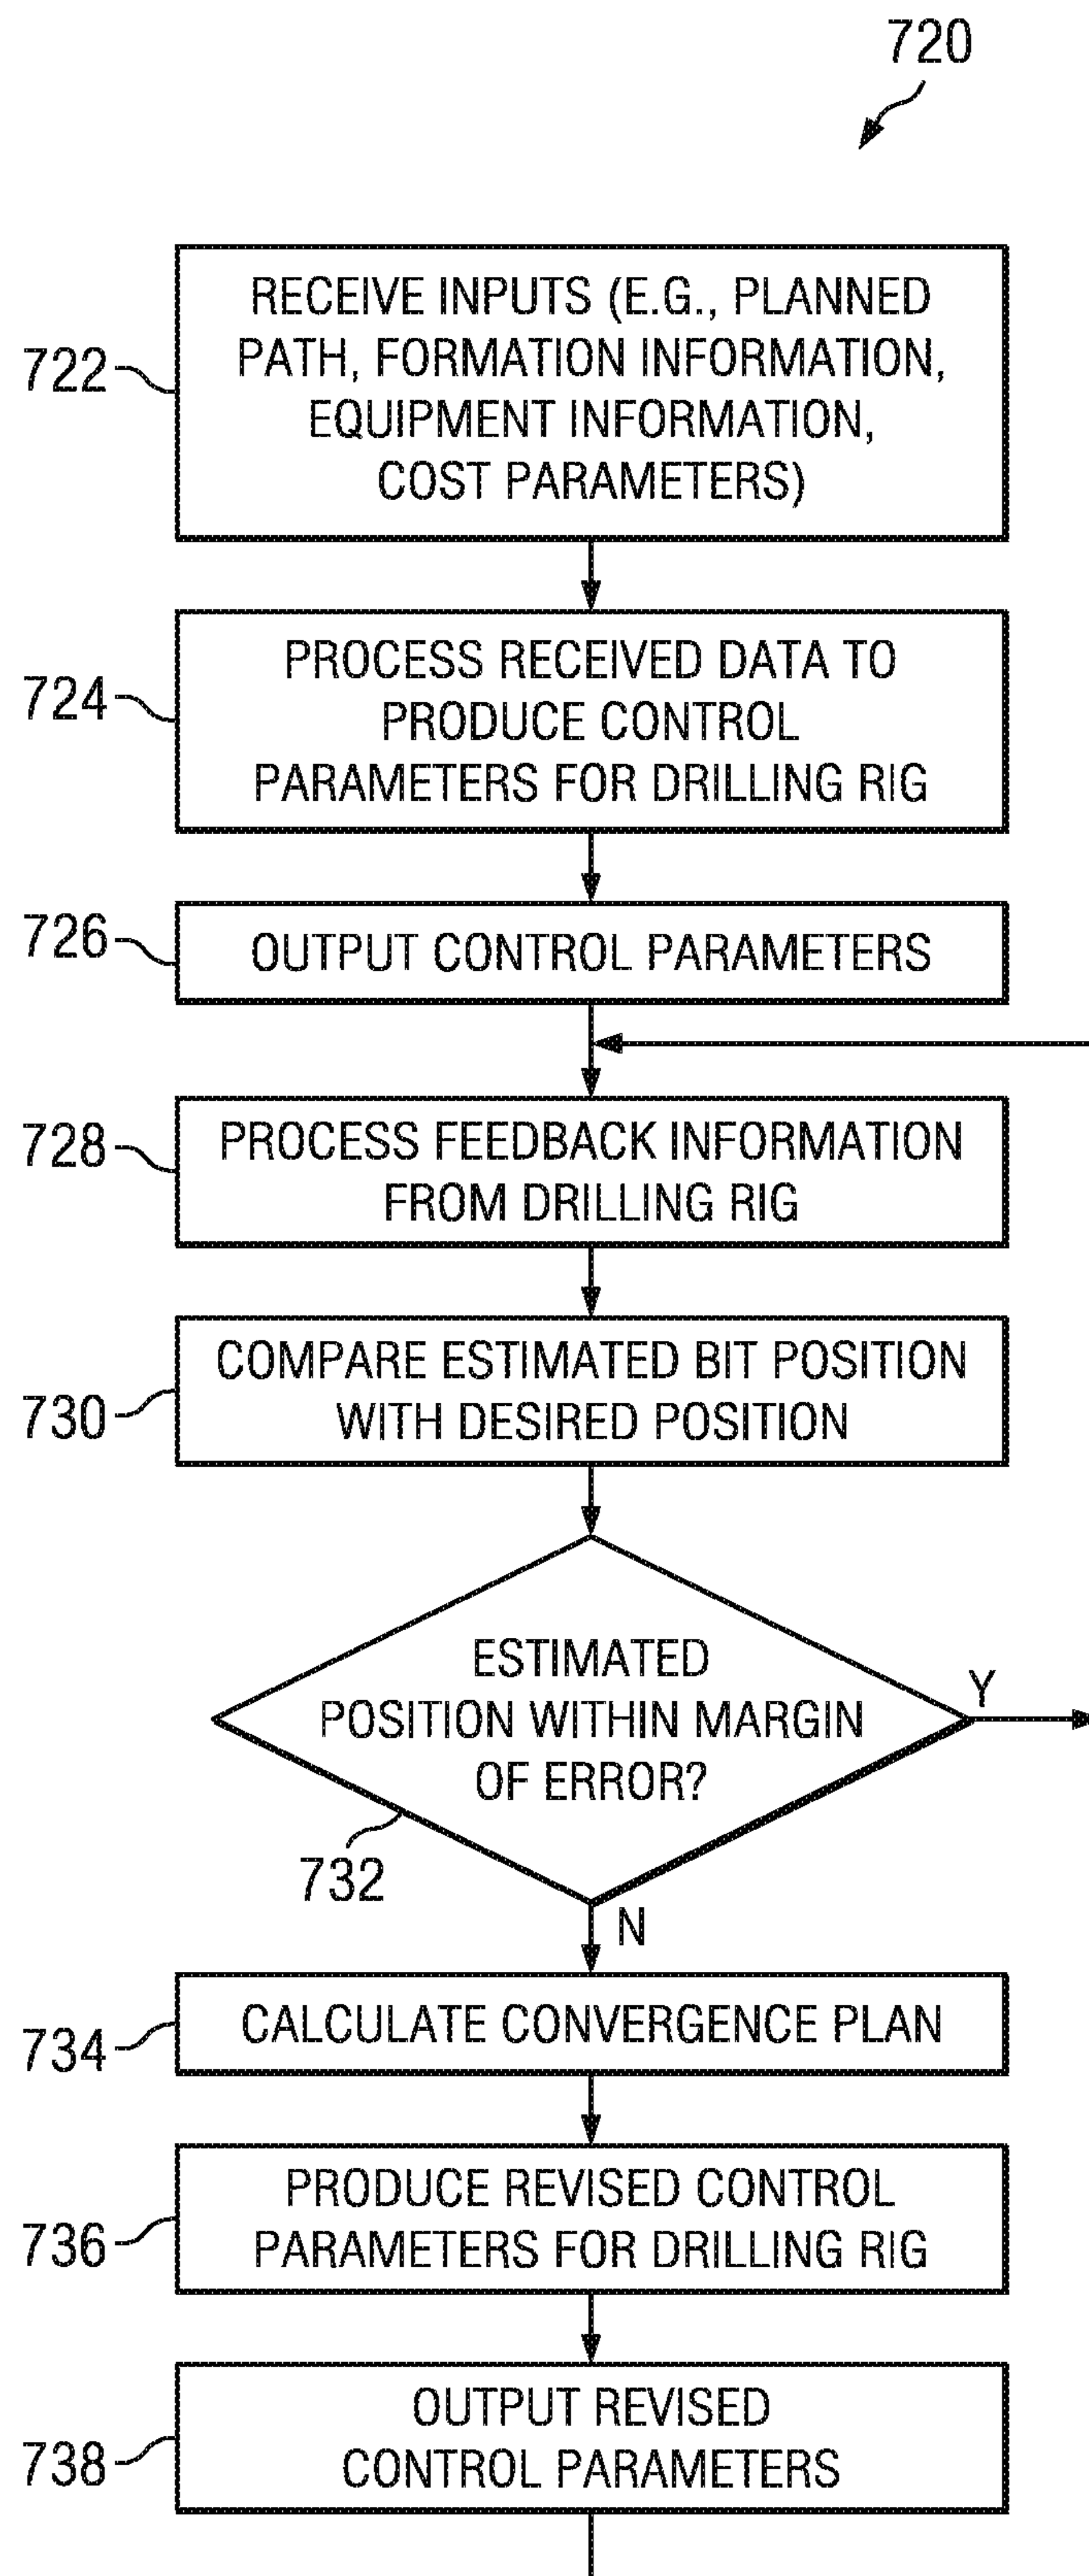 720
722
RECEIVE INPUTS (E.G., PLANNED
PATH, FORMATION INFORMATION,
EQUIPMENT INFORMATION,
COST PARAMETERS)
724
PROCESS RECEIVED DATA TO
PRODUCE CONTROL
PARAMETERS FOR DRILLING RIG
726
OUTPUT CONTROL PARAMETERS
728
PROCESS FEEDBACK INFORMATION
FROM DRILLING RIG
730
COMPARE ESTIMATED BIT POSITION
WITH DESIRED POSITION
ESTIMATED
POSITION WITHIN MARGIN
OF ERROR?
Y
732
N
734
CALCULATE CONVERGENCE PLAN
736
PRODUCE REVISED CONTROL
PARAMETERS FOR DRILLING RIG
738
OUTPUT REVISED
CONTROL PARAMETERS